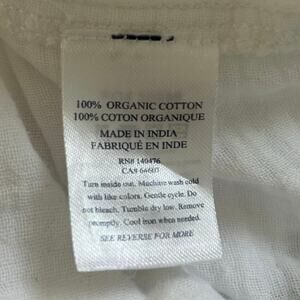 100% ORGANIC COTTON
100% COTON ORGANIQUE
MADE IN INDIA
FABRIQUÉ EN INDE
RN# 140476
CA# 64607
Turn inside out. Machine wash cold
with like colors. Gentle cycle. Do
not bleach. Tumble dry low. Remove
promptly. Cool iron when needed.
SEE REVERSE FOR MORE